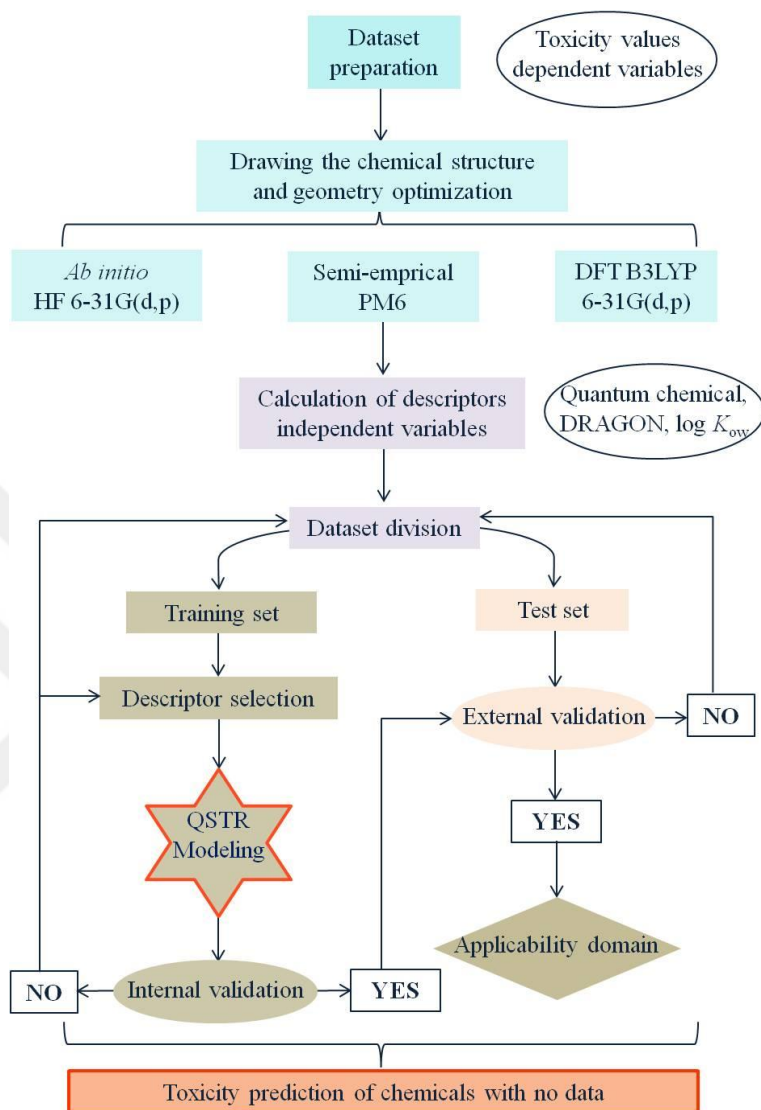 Dataset
preparation
Toxicity values
dependent variables
Drawing the chemical structure
and geometry optimization
Ab initio
HF 6-31G(d,p)
Semi-emprical
PM6
DFT B3LYP
6-31G(d,p)
Calculation of descriptors
independent variables
Quantum chemical,
DRAGON, log Kow
Dataset division
Training set
Test set
Descriptor selection
External validation
NO
QSTR
Modeling
YES
Applicability domain
NO
Internal validation
YES
Toxicity prediction of chemicals with no data